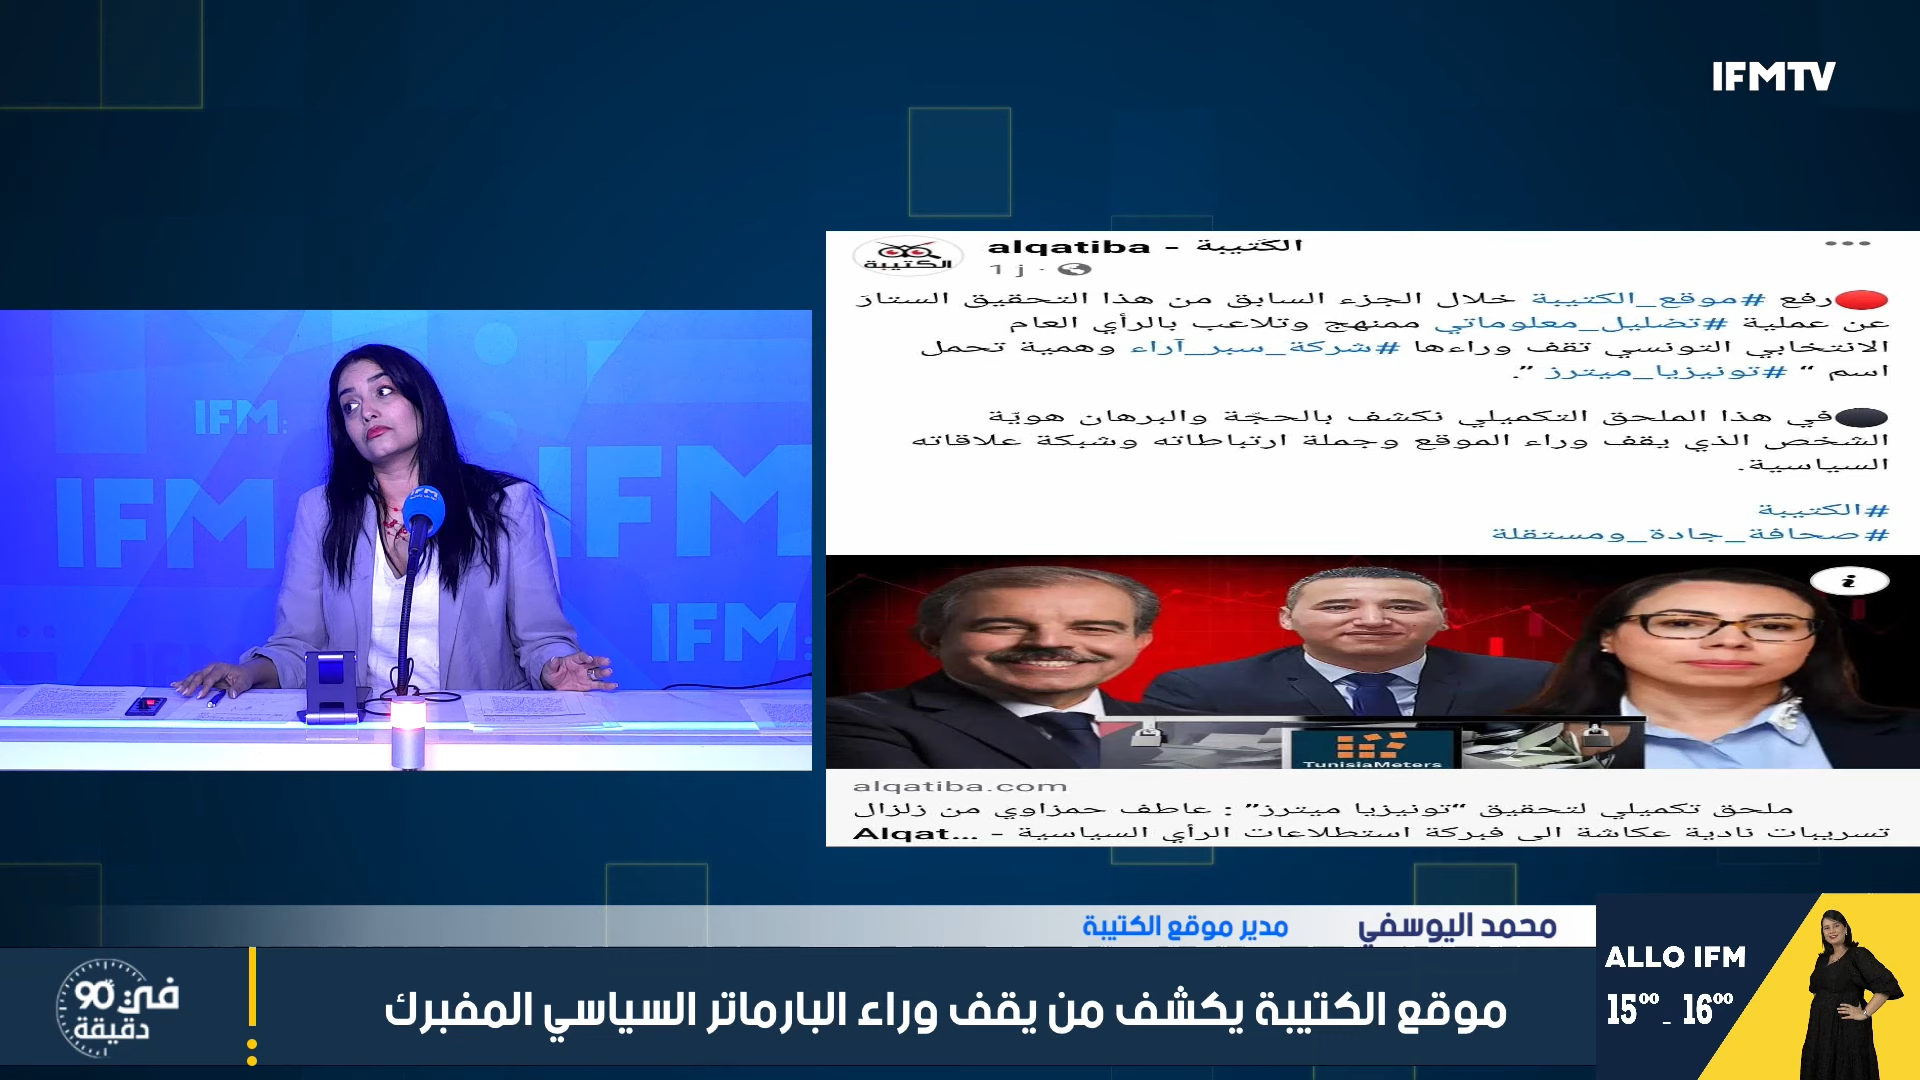 IFMTV
IFM:
IFM
IFM
IFM:
IFM
alqatiba - الكتيبة
1 j ·
رفع #موقع_الكتيبة خلال الجزء السابق من هذا التحقيق الستارَ
عن عملية #تضليل_معلوماتي ممنهج وتلاعب بالرأي العام
الانتخابي التونسي تقف وراءها #شركة_سبر_آراء وهمية تحمل
اسم “ #تونيزيا_ميترز ”.
في هذا الملحق التكميلي نكشف بالحجّة والبرهان هويّة
الشخص الذي يقف وراء الموقع وجملة ارتباطاته وشبكة علاقاته
السياسية.
#الكتيبة
#صحافة_جادة_ومستقلة
الكتيبة
i
TunisiaMeters
alqatiba.com
ملحق تكميلي لتحقيق “تونيزيا ميترز” : عاطف حمزاوي من زلزال
تسريبات نادية عكاشة الى فبركة استطلاعات الرأي السياسية - Alqat...
محمد اليوسفي مدير موقع الكتيبة
موقع الكتيبة يكشف من يقف وراء البارماتر السياسي المفبرك
في 90
دقيقة
ALLO IFM
15⁰⁰ - 16⁰⁰